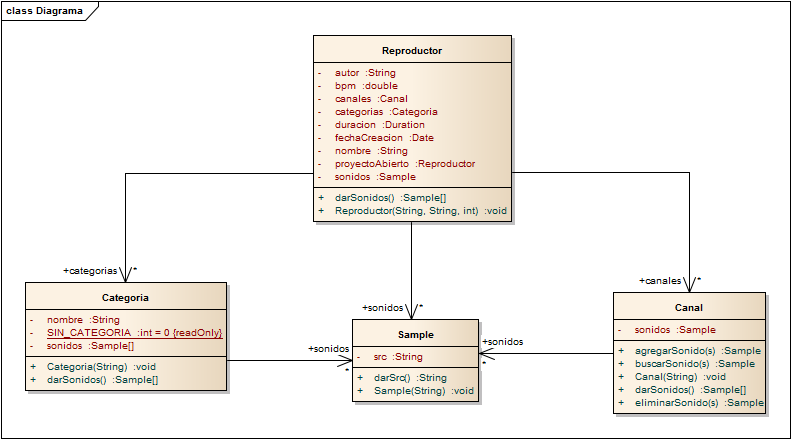 class Diagrama
Reproductor
- autor :String
- bpm :double
- canales :Canal
- categorias :Categoria
- duracion :Duration
- fechaCreacion :Date
- nombre :String
- proyectoAbierto :Reproductor
- sonidos :Sample
+ darSonidos() :Sample[]
+ Reproductor(String, String, int) :void
+categorias *
+sonidos *
+canales *
Categoria
- nombre :String
- SIN_CATEGORIA :int = 0 {readOnly}
- sonidos :Sample[]
+ Categoria(String) :void
+ darSonidos() :Sample[]
+sonidos
*
Sample
- src :String
+ darSrc() :String
+ Sample(String) :void
+sonidos
*
Canal
- sonidos :Sample
+ agregarSonido(s) :Sample
+ buscarSonido(s) :Sample
+ Canal(String) :void
+ darSonidos() :Sample[]
+ eliminarSonido(s) :Sample